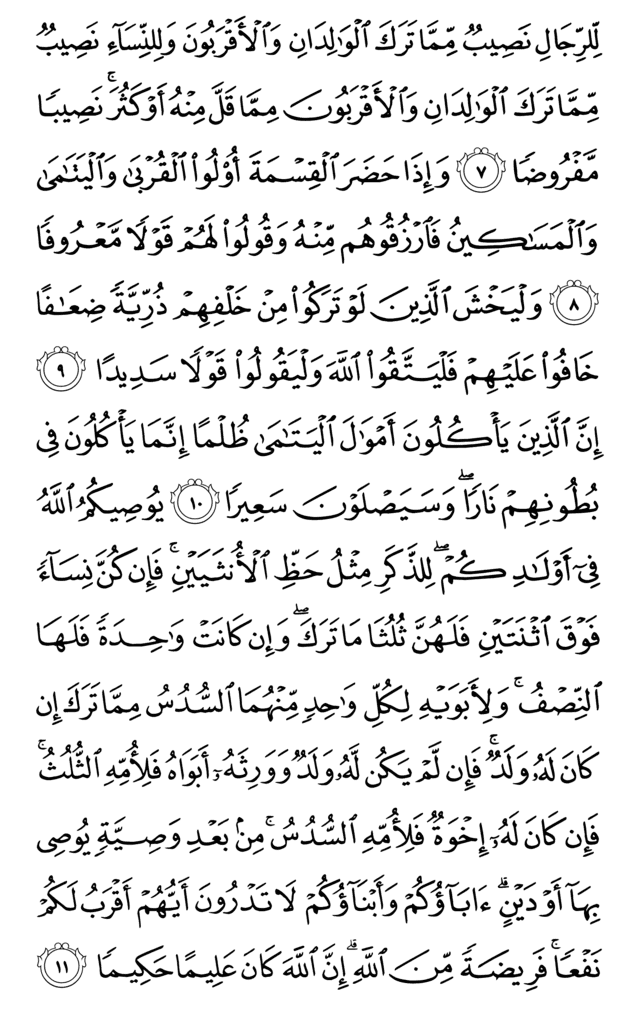 لِّلرِّجَالِ نَصِيبٌ مِّمَّا تَرَكَ ٱلْوَٰلِدَانِ وَٱلْأَقْرَبُونَ وَلِلنِّسَآءِ نَصِيبٌ
مِّمَّا تَرَكَ ٱلْوَٰلِدَانِ وَٱلْأَقْرَبُونَ مِمَّا قَلَّ مِنْهُ أَوْ كَثُرَ ۚ نَصِيبًا
مَّفْرُوضًا ٧ وَإِذَا حَضَرَ ٱلْقِسْمَةَ أُو۟لُوا۟ ٱلْقُرْبَىٰ وَٱلْيَتَٰمَىٰ
وَٱلْمَسَٰكِينُ فَٱرْزُقُوهُم مِّنْهُ وَقُولُوا۟ لَهُمْ قَوْلًا مَّعْرُوفًا
٨ وَلْيَخْشَ ٱلَّذِينَ لَوْ تَرَكُوا۟ مِنْ خَلْفِهِمْ ذُرِّيَّةً ضِعَٰفًا
خَافُوا۟ عَلَيْهِمْ فَلْيَتَّقُوا۟ ٱللَّهَ وَلْيَقُولُوا۟ قَوْلًا سَدِيدًا ٩
إِنَّ ٱلَّذِينَ يَأْكُلُونَ أَمْوَٰلَ ٱلْيَتَٰمَىٰ ظُلْمًا إِنَّمَا يَأْكُلُونَ فِى
بُطُونِهِمْ نَارًا ۖ وَسَيَصْلَوْنَ سَعِيرًا ١٠ يُوصِيكُمُ ٱللَّهُ
فِىٓ أَوْلَٰدِكُمْ ۖ لِلذَّكَرِ مِثْلُ حَظِّ ٱلْأُنثَيَيْنِ ۚ فَإِن كُنَّ نِسَآءً
فَوْقَ ٱثْنَتَيْنِ فَلَهُنَّ ثُلُثَا مَا تَرَكَ ۖ وَإِن كَانَتْ وَٰحِدَةً فَلَهَا
ٱلنِّصْفُ ۚ وَلِأَبَوَيْهِ لِكُلِّ وَٰحِدٍ مِّنْهُمَا ٱلسُّدُسُ مِمَّا تَرَكَ إِن
كَانَ لَهُۥ وَلَدٌ ۚ فَإِن لَّمْ يَكُن لَّهُۥ وَلَدٌ وَوَرِثَهُۥٓ أَبَوَاهُ فَلِأُمِّهِ ٱلثُّلُثُ ۚ
فَإِن كَانَ لَهُۥٓ إِخْوَةٌ فَلِأُمِّهِ ٱلسُّدُسُ ۚ مِنۢ بَعْدِ وَصِيَّةٍ يُوصِى
بِهَآ أَوْ دَيْنٍ ۗ ءَابَآؤُكُمْ وَأَبْنَآؤُكُمْ لَا تَدْرُونَ أَيُّهُمْ أَقْرَبُ لَكُمْ
نَفْعًا ۚ فَرِيضَةً مِّنَ ٱللَّهِ ۗ إِنَّ ٱللَّهَ كَانَ عَلِيمًا حَكِيمًا ١١